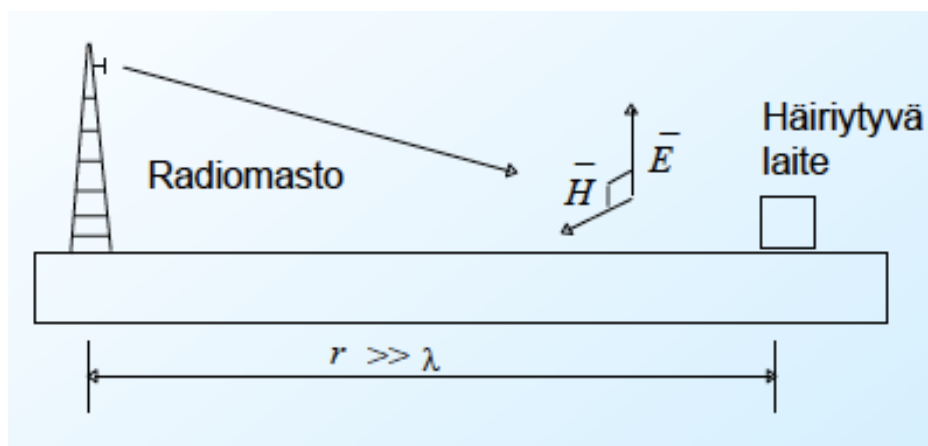 Radiomasto
H̄
Ē
Häiriytyvä
laite
r >> λ